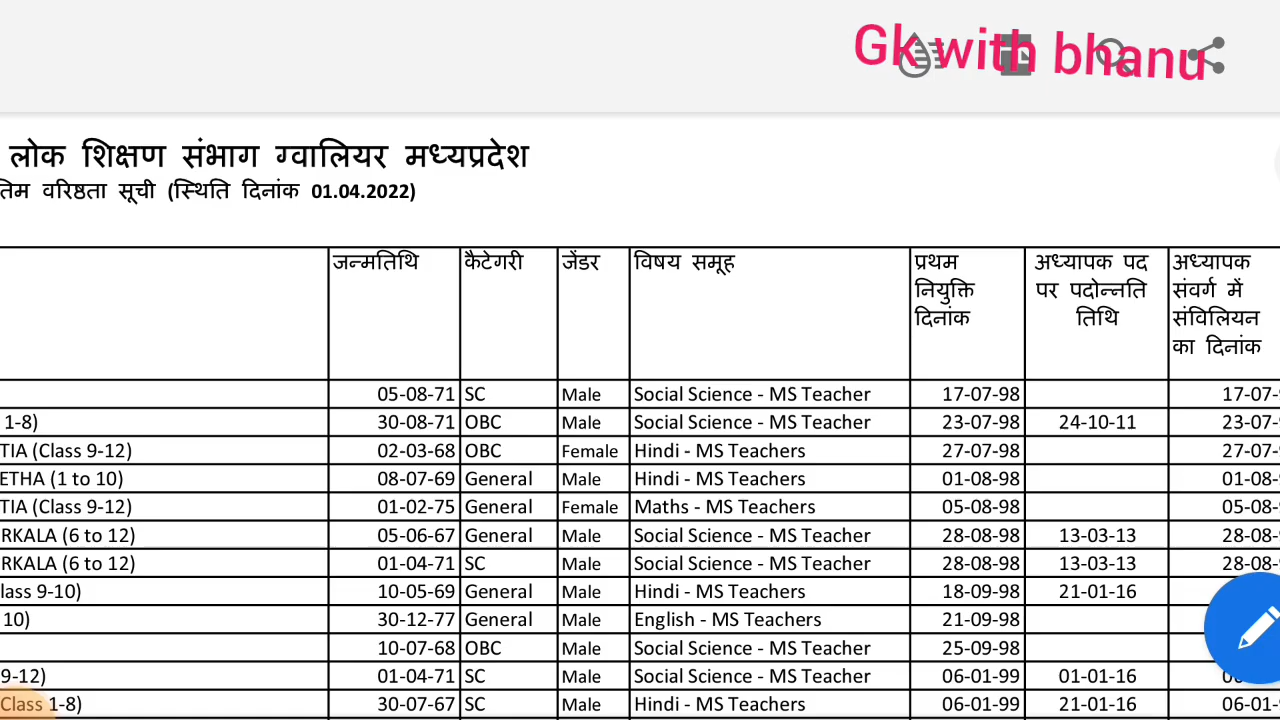 Gk with bhanu
लोक शिक्षण संभाग ग्वालियर मध्यप्रदेश
वरिष्ठता सूची (स्थिति दिनांक 01.04.2022)
जन्मतिथि कैटेगरी जेंडर विषय समूह प्रथम नियुक्ति दिनांक अध्यापक पद पर पदोन्नति तिथि अध्यापक संवर्ग में संविलियन का दिनांक
05-08-71 SC Male Social Science - MS Teacher 17-07-98 17-07-
1-8) 30-08-71 OBC Male Social Science - MS Teacher 23-07-98 24-10-11 23-07-
TIA (Class 9-12) 02-03-68 OBC Female Hindi - MS Teachers 27-07-98 27-07-
ETHA (1 to 10) 08-07-69 General Male Hindi - MS Teachers 01-08-98 01-08-
TIA (Class 9-12) 01-02-75 General Female Maths - MS Teachers 05-08-98 05-08-
RKALA (6 to 12) 05-06-67 General Male Social Science - MS Teacher 28-08-98 13-03-13 28-08-
RKALA (6 to 12) 01-04-71 SC Male Social Science - MS Teacher 28-08-98 13-03-13 28-08-
lass 9-10) 10-05-69 General Male Hindi - MS Teachers 18-09-98 21-01-16
10) 30-12-77 General Male English - MS Teachers 21-09-98
10-07-68 OBC Male Social Science - MS Teacher 25-09-98
9-12) 01-04-71 SC Male Social Science - MS Teacher 06-01-99 01-01-16
Class 1-8) 30-07-67 SC Male Hindi - MS Teachers 06-01-99 21-01-16 06-01-